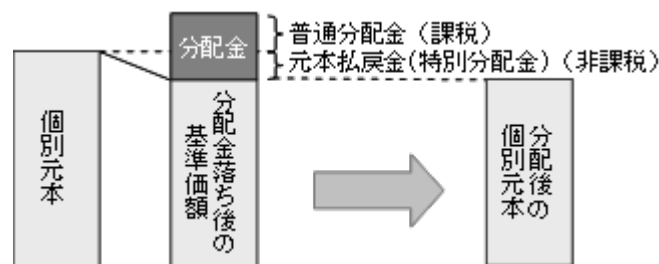 分配金
普通分配金（課税）
元本払戻金(特別分配金)（非課税）
個別元本
分配金落ち後の
基準価額
分配後の
個別元本